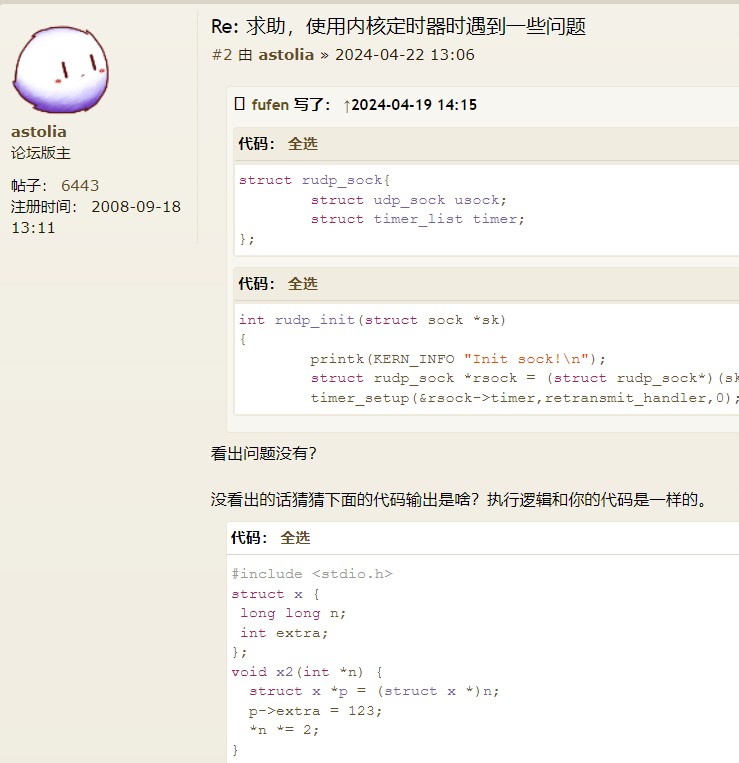 Re: 求助，使用内核定时器时遇到一些问题
#2 由 astolia » 2024-04-22 13:06
astolia
论坛版主
帖子： 6443
注册时间： 2008-09-18
13:11
fufen 写了： ↑2024-04-19 14:15
代码： 全选
struct rudp_sock{
struct udp_sock usock;
struct timer_list timer;
};
代码： 全选
int rudp_init(struct sock *sk)
{
printk(KERN_INFO "Init sock!\n");
struct rudp_sock *rsock = (struct rudp_sock*)(sk
timer_setup(&rsock->timer,retransmit_handler,0);
看出问题没有？
没看出的话猜猜下面的代码输出是啥？执行逻辑和你的代码是一样的。
代码： 全选
#include <stdio.h>
struct x {
long long n;
int extra;
};
void x2(int *n) {
struct x *p = (struct x *)n;
p->extra = 123;
*n *= 2;
}